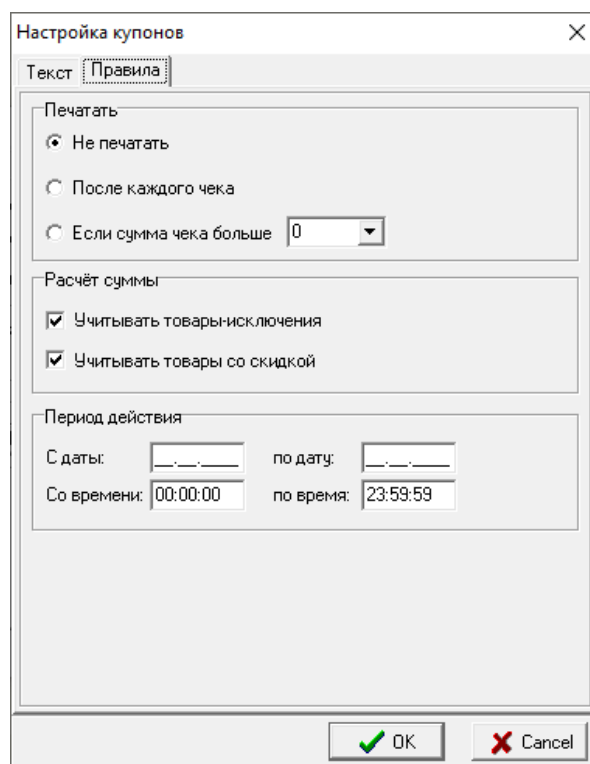 Настройка купонов
Текст Правила
Печатать
Не печатать
После каждого чека
Если сумма чека больше 0
Расчёт суммы
Учитывать товары-исключения
Учитывать товары со скидкой
Период действия
С даты: __.__.____ по дату: __.__.____
Со времени: 00:00:00 по время: 23:59:59
OK Cancel